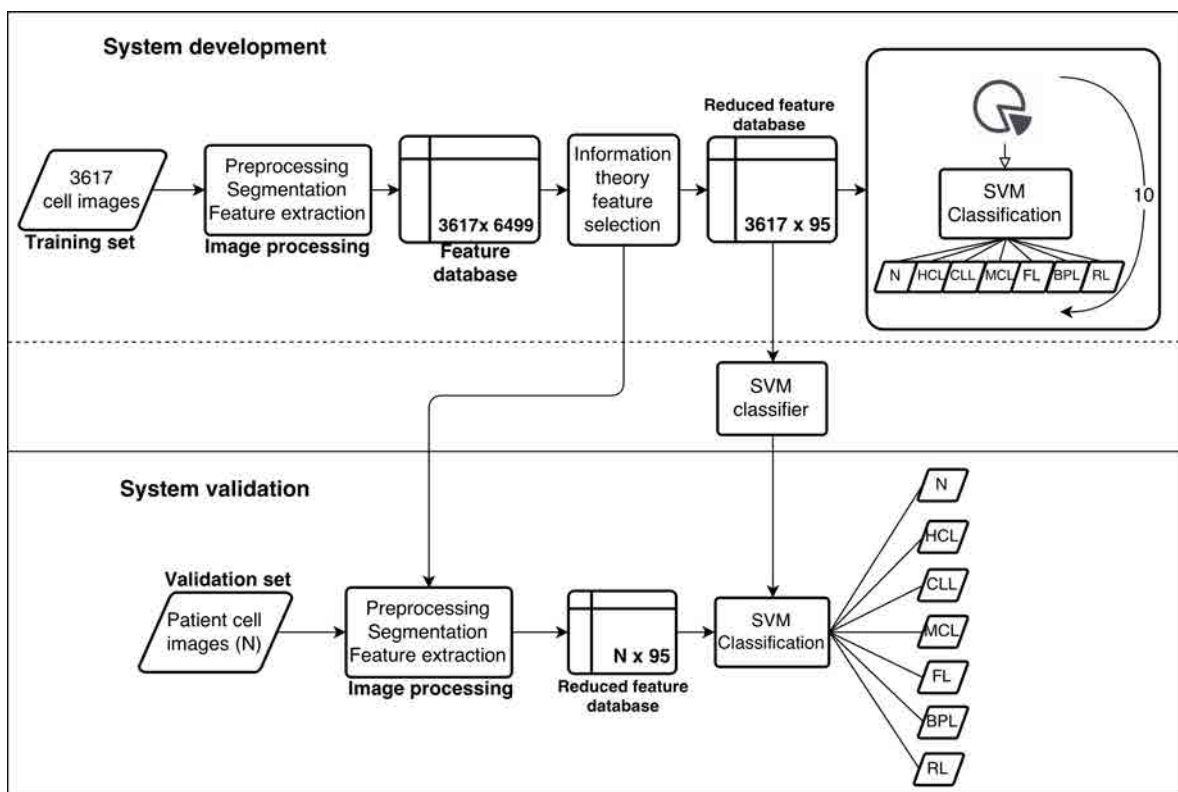 System development
3617
cell images
Training set
Preprocessing
Segmentation
Feature extraction
Image processing
3617x 6499
Feature
database
Information
theory
feature
selection
Reduced feature
database
3617 x 95
SVM
Classification
10
N
HCL
CLL
MCL
FL
BPL
RL
SVM
classifier
System validation
Validation set
Patient cell
images (N)
Preprocessing
Segmentation
Feature extraction
Image processing
N x 95
Reduced feature
database
SVM
Classification
N
HCL
CLL
MCL
FL
BPL
RL